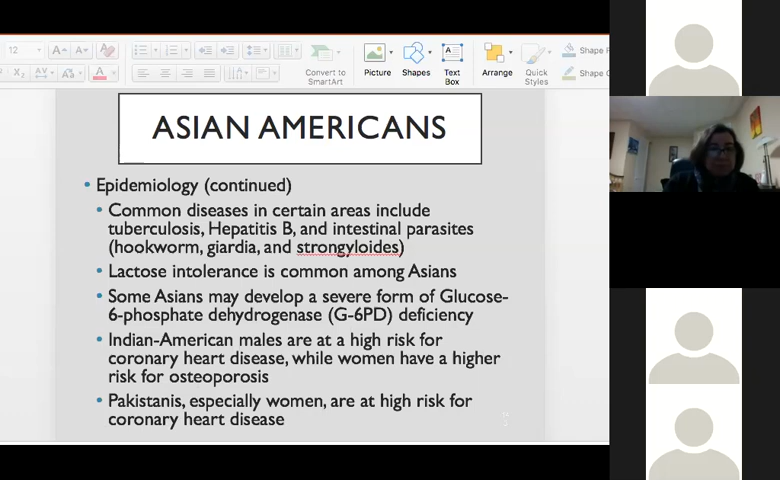 12
Convert to
SmartArt
Picture
Shapes
Text
Box
Arrange
Quick
Styles
Shape
Shape
ASIAN AMERICANS
• Epidemiology (continued)
• Common diseases in certain areas include
tuberculosis, Hepatitis B, and intestinal parasites
(hookworm, giardia, and strongyloides)
• Lactose intolerance is common among Asians
• Some Asians may develop a severe form of Glucose-
6-phosphate dehydrogenase (G-6PD) deficiency
• Indian-American males are at a high risk for
coronary heart disease, while women have a higher
risk for osteoporosis
• Pakistanis, especially women, are at high risk for
coronary heart disease